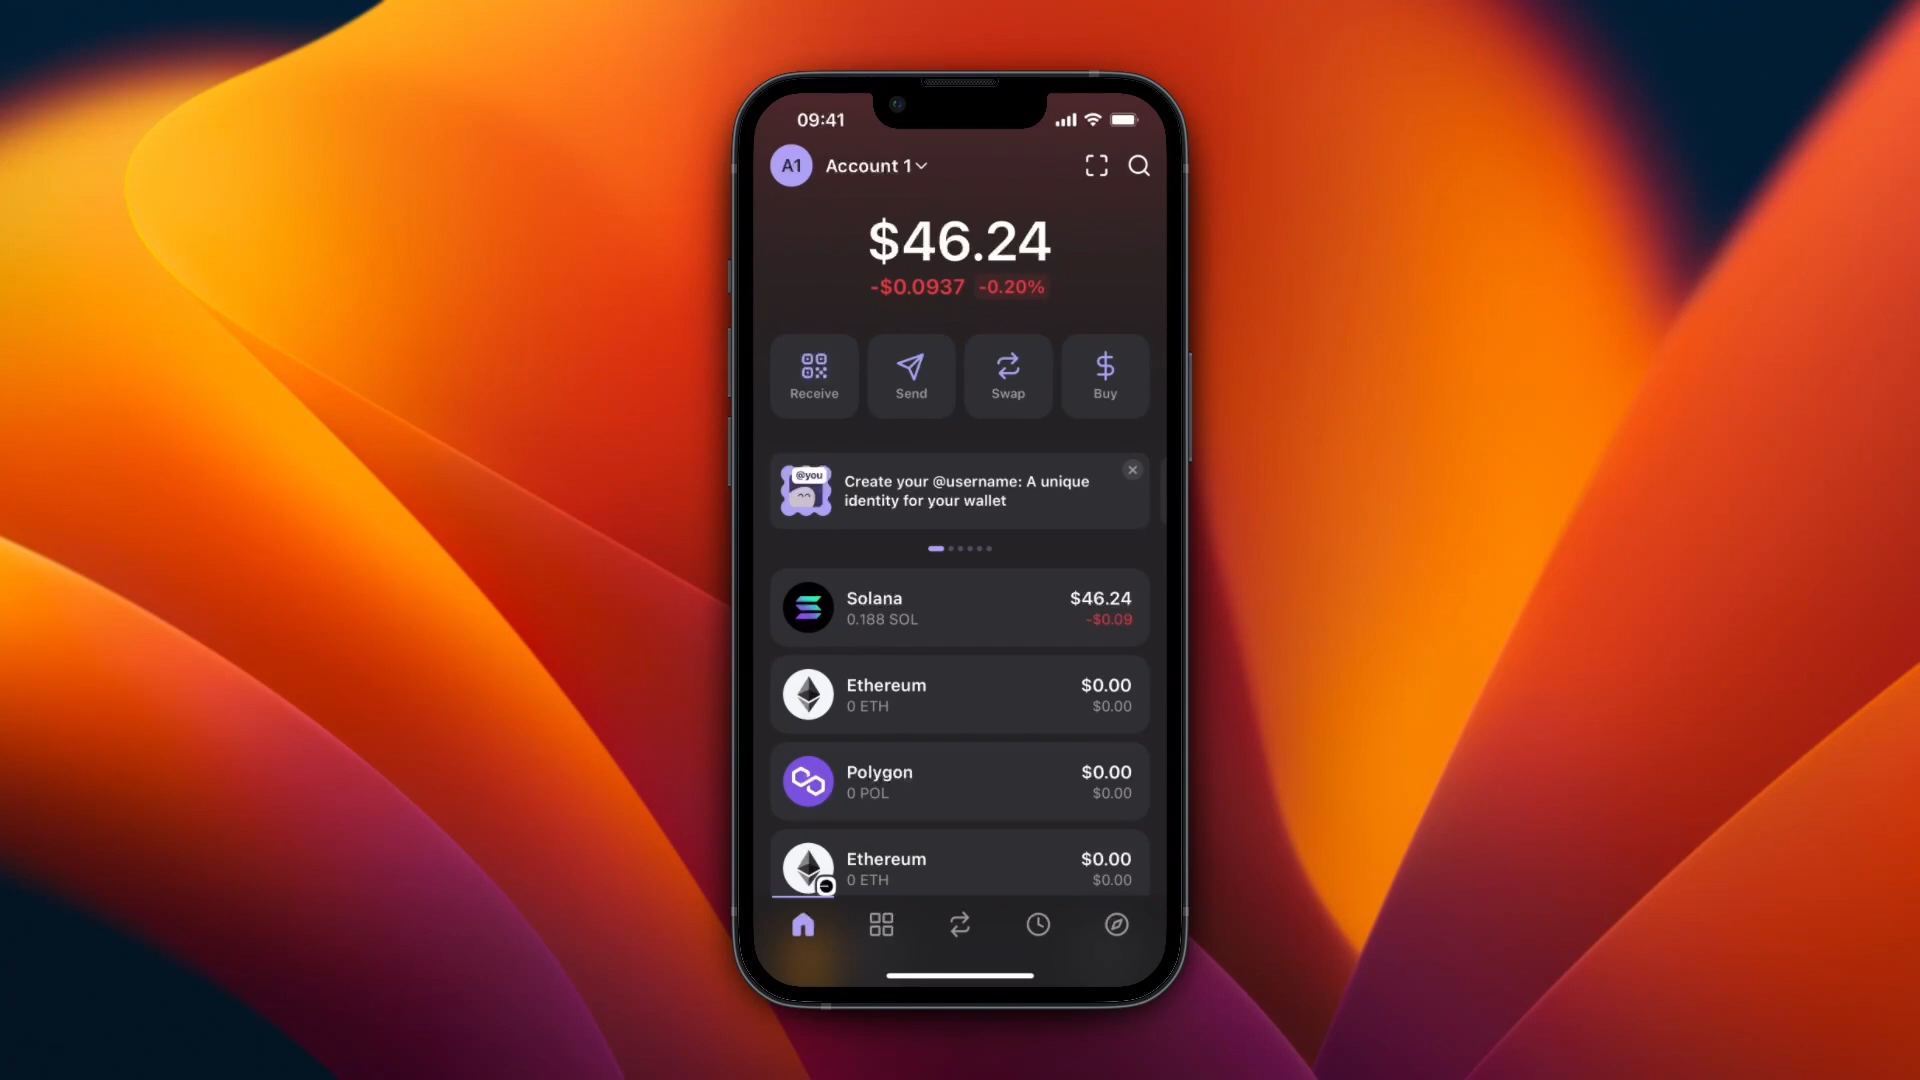 09:41
A1 Account 1
$46.24
-$0.0937 -0.20%
Receive Send Swap Buy
@you
Create your @username: A unique
identity for your wallet
Solana $46.24
0.188 SOL -$0.09
Ethereum $0.00
0 ETH $0.00
Polygon $0.00
0 POL $0.00
Ethereum $0.00
0 ETH $0.00